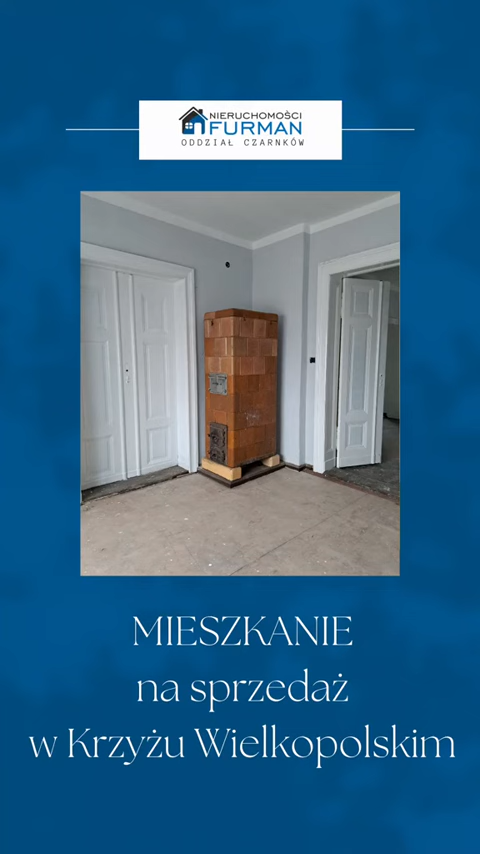 NIERUCHOMOŚCI
FURMAN
ODDZIAŁ CZARNKÓW
MIESZKANIE
na sprzedaż
w Krzyżu Wielkopolskim